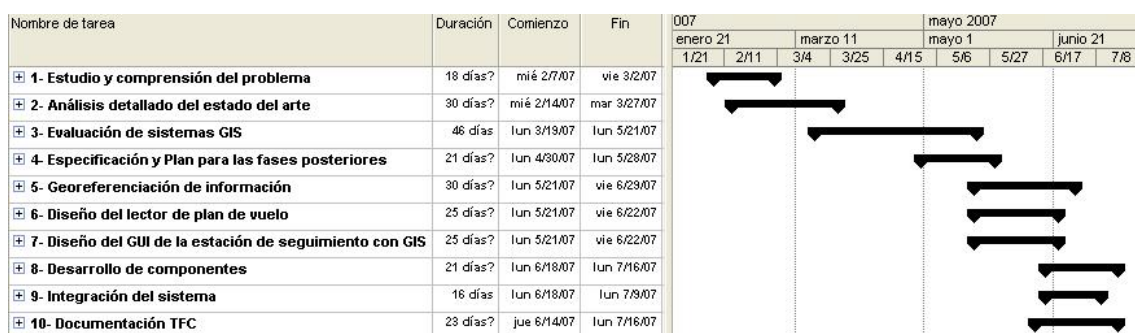 Nombre de tarea Duración Comienzo Fin 007 mayo 2007
enero 21 marzo 11 mayo 1 junio 21
1/21 2/11 3/4 3/25 4/15 5/6 5/27 6/17 7/8
1- Estudio y comprensión del problema 18 días? mié 2/7/07 vie 3/2/07
2- Análisis detallado del estado del arte 30 días? mié 2/14/07 mar 3/27/07
3- Evaluación de sistemas GIS 46 días lun 3/19/07 lun 5/21/07
4- Especificación y Plan para las fases posteriores 21 días? lun 4/30/07 lun 5/28/07
5- Georeferenciación de información 30 días? lun 5/21/07 vie 6/29/07
6- Diseño del lector de plan de vuelo 25 días? lun 5/21/07 vie 6/22/07
7- Diseño del GUI de la estación de seguimiento con GIS 25 días? lun 5/21/07 vie 6/22/07
8- Desarrollo de componentes 21 días? lun 6/18/07 lun 7/16/07
9- Integración del sistema 16 días lun 6/18/07 lun 7/9/07
10- Documentación TFC 23 días? jue 6/14/07 lun 7/16/07